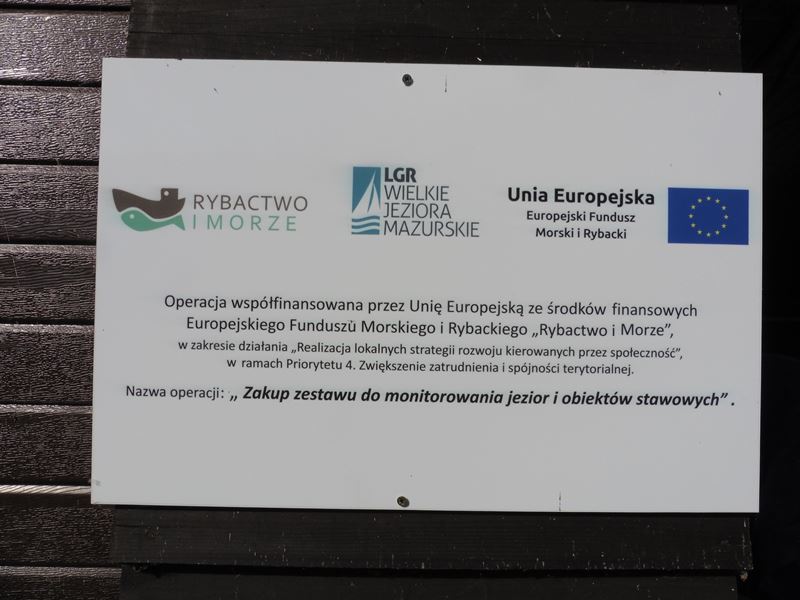 RYBACTWO
I MORZE
LGR
WIELKIE
JEZIORA
MAZURSKIE
Unia Europejska
Europejski Fundusz
Morski i Rybacki
Operacja współfinansowana przez Unię Europejską ze środków finansowych
Europejskiego Funduszù Morskiego i Rybackiego „Rybactwo i Morze”,
w zakresie działania „Realizacja lokalnych strategii rozwoju kierowanych przez społeczność”,
w ramach Priorytetu 4. Zwiększenie zatrudnienia i spójności terytorialnej.
Nazwa operacji: „ Zakup zestawu do monitorowania jezior i obiektów stawowych” .